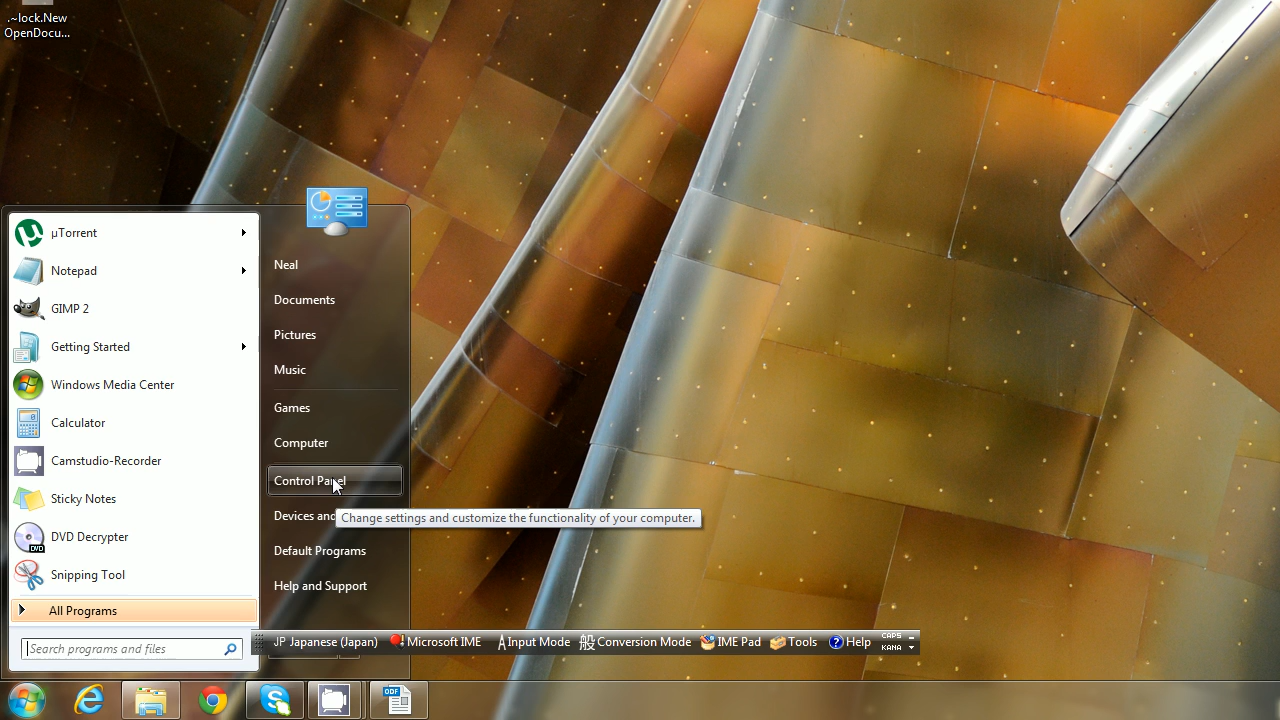 .~lock.New
OpenDocu...
µTorrent
Notepad
GIMP 2
Getting Started
Windows Media Center
Calculator
Camstudio-Recorder
Sticky Notes
DVD
DVD Decrypter
Snipping Tool
All Programs
Search programs and files
Neal
Documents
Pictures
Music
Games
Computer
Control Panel
Devices and
Change settings and customize the functionality of your computer.
Default Programs
Help and Support
JP Japanese (Japan) Microsoft IME A Input Mode 般 Conversion Mode IME Pad Tools ? Help CAPS
KANA
ODF